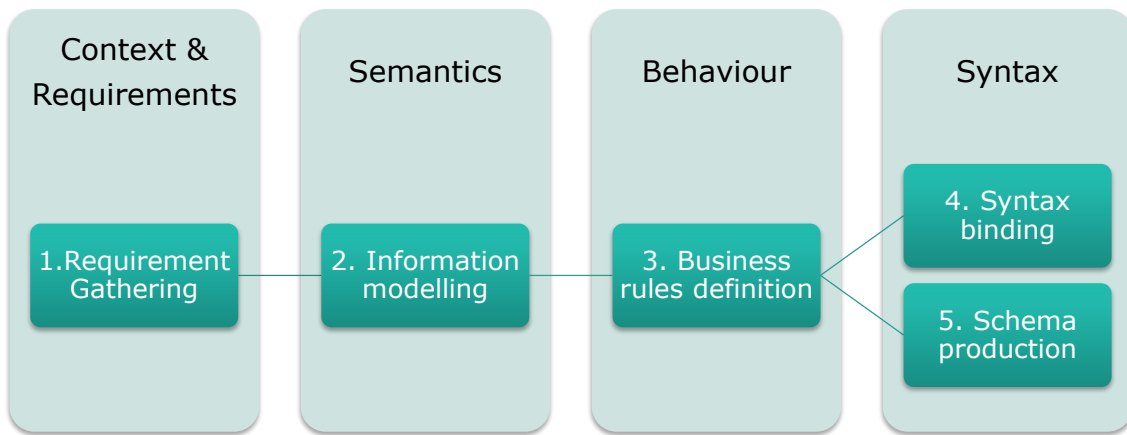 Context &
Requirements
Semantics
Behaviour
Syntax
1.Requirement
Gathering
2. Information
modelling
3. Business
rules definition
4. Syntax
binding
5. Schema
production